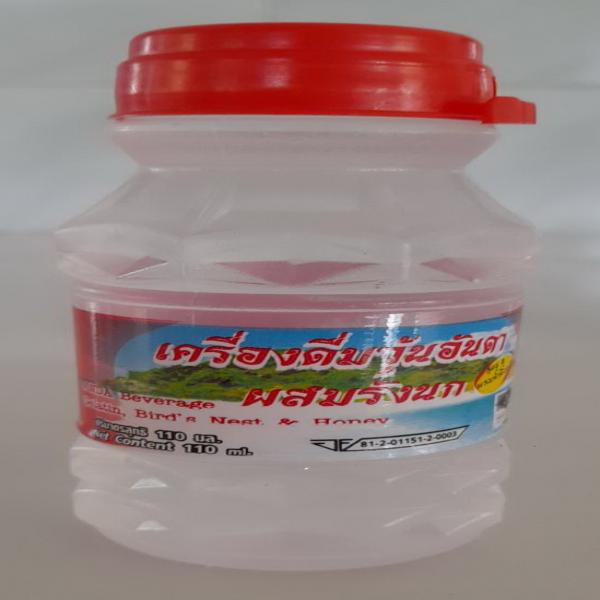 เครื่องดื่มวุ้นอันดา
ผสมรังนก
Beverage
Bird's Nest & Honey
ปริมาตรสุทธิ 110 มล.
Net Content 110 ml.
81-2-01151-2-0003